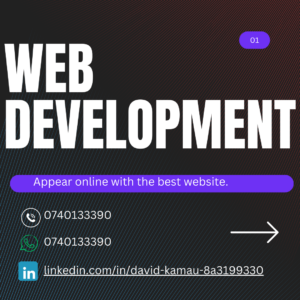 01
WEB
DEVELOPMENT
Appear online with the best website.
0740133390
0740133390
linkedin.com/in/david-kamau-8a3199330